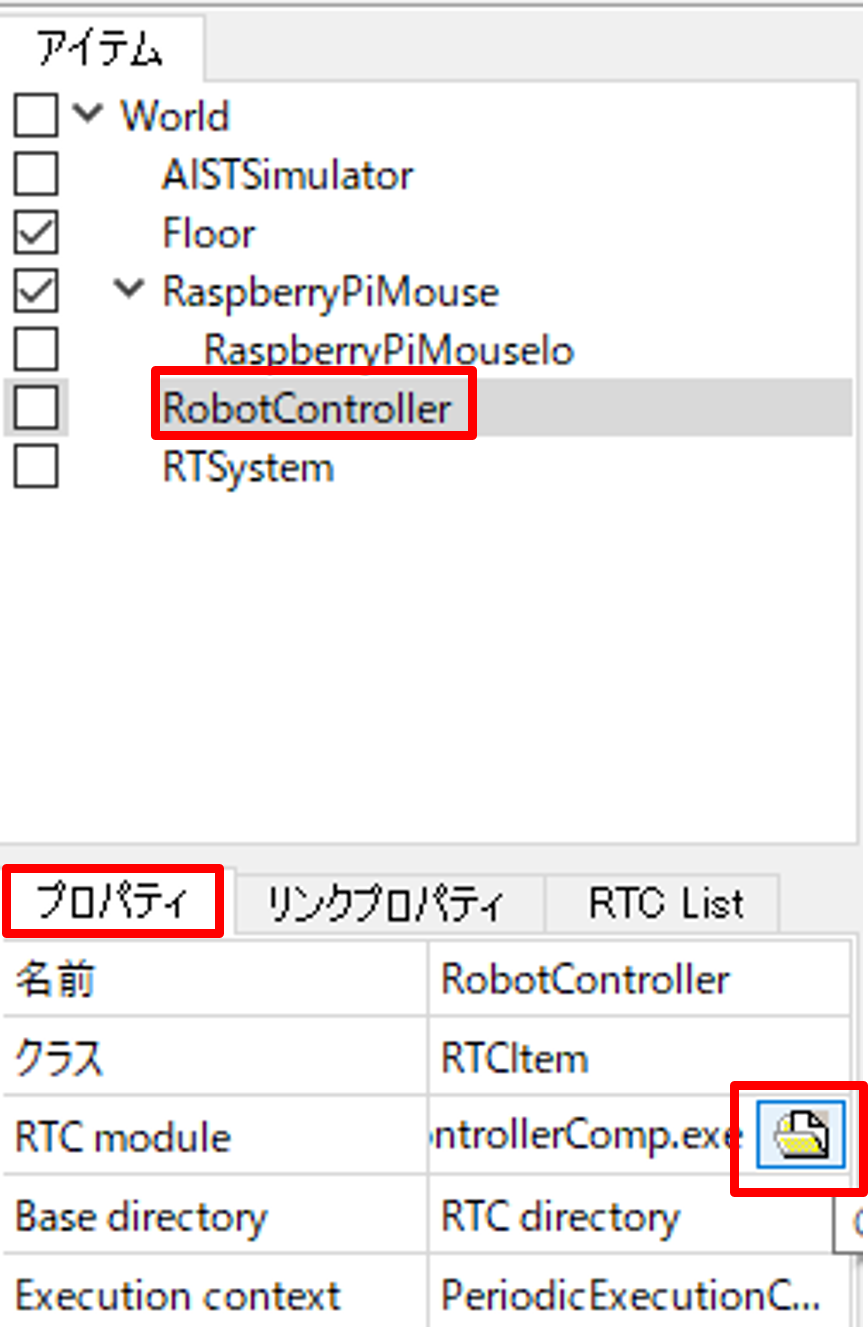 アイテム
World
AISTSimulator
Floor
RaspberryPiMouse
RaspberryPiMouseIo
RobotController
RTSystem
プロパティ リンクプロパティ RTC List
名前 RobotController
クラス RTCItem
RTC module ontrollerComp.exe
Base directory RTC directory
Execution context PeriodicExecutionC...